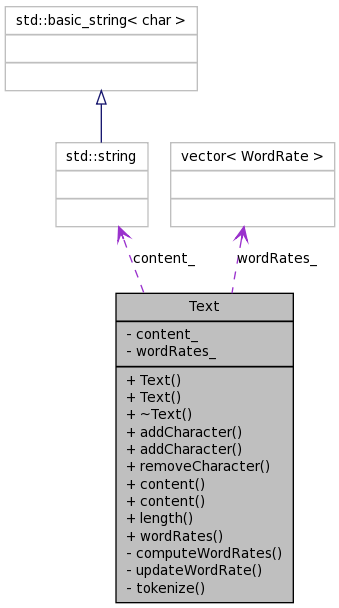 std::basic_string< char >
std::string
vector< WordRate >
content_
wordRates_
Text
- content_
- wordRates_
+ Text()
+ Text()
+ ~Text()
+ addCharacter()
+ addCharacter()
+ removeCharacter()
+ content()
+ content()
+ length()
+ wordRates()
- computeWordRates()
- updateWordRate()
- tokenize()